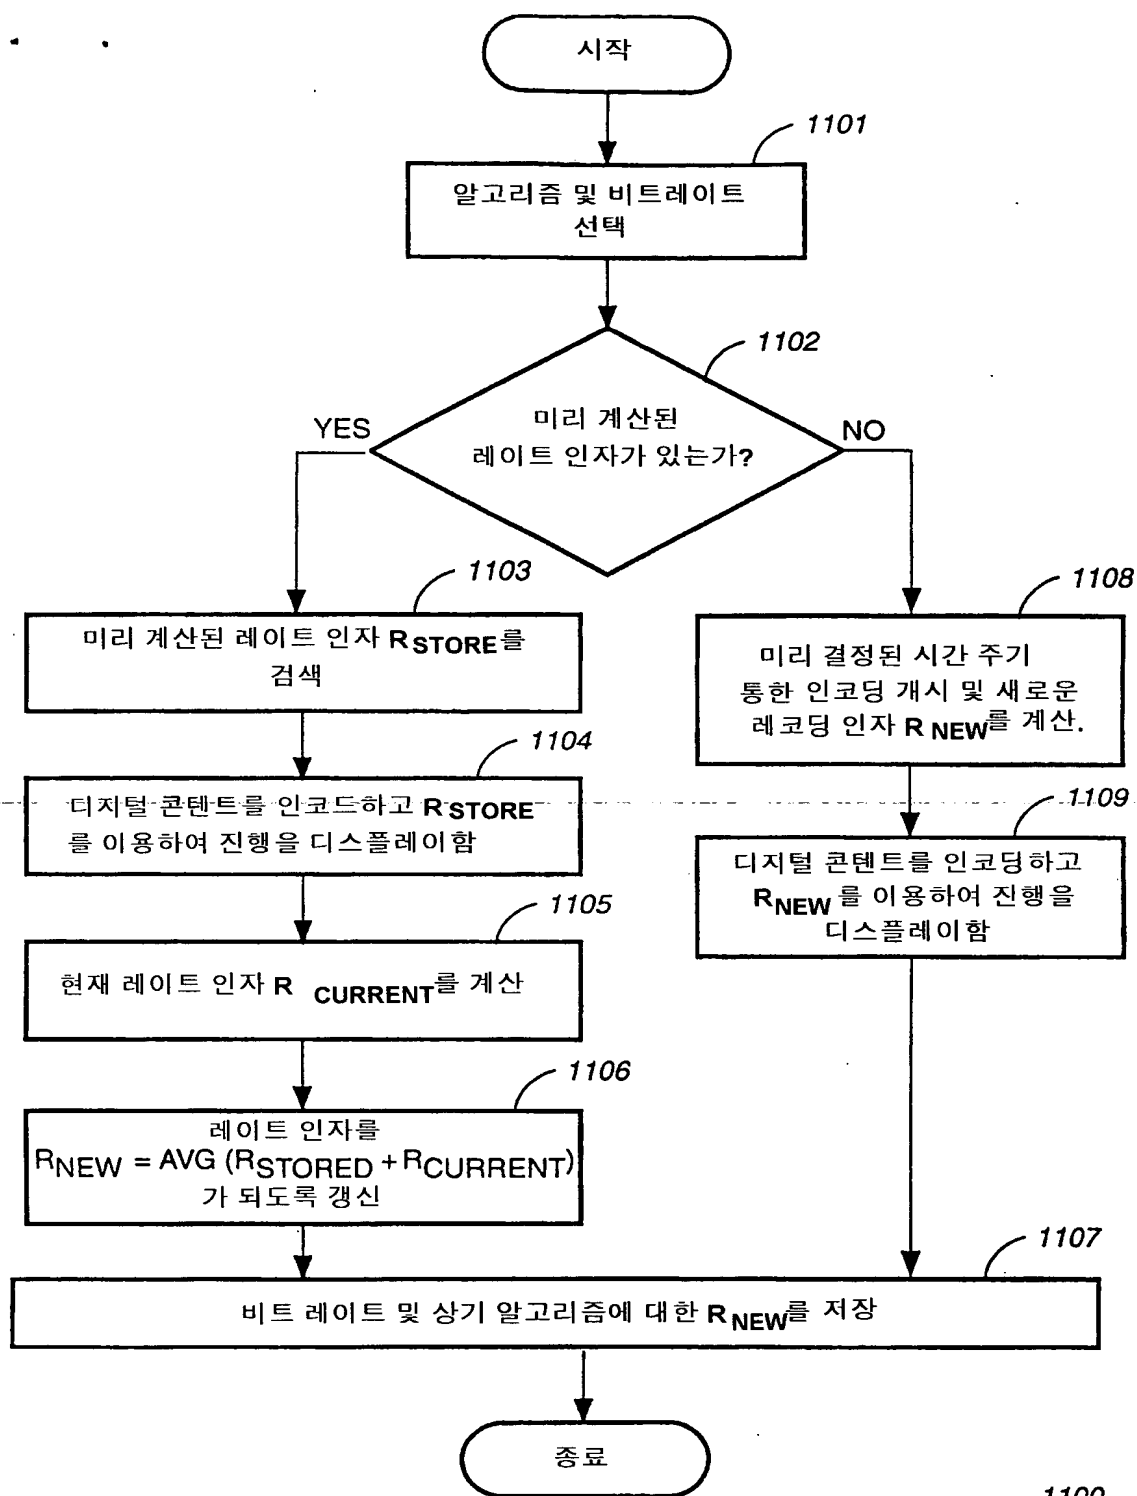 시작
1101
알고리즘 및 비트레이트
선택
1102
미리 계산된
레이트 인자가 있는가?
YES
NO
1103
미리 계산된 레이트 인자 RSTORE를
검색
1104
디지털 콘텐트를 인코드하고 RSTORE
를 이용하여 진행을 디스플레이함
1105
현재 레이트 인자 R CURRENT를 계산
1106
레이트 인자를
RNEW = AVG (RSTORED + RCURRENT)
가 되도록 갱신
1108
미리 결정된 시간 주기
통한 인코딩 개시 및 새로운
레코딩 인자 R NEW를 계산.
1109
디지털 콘텐트를 인코딩하고
RNEW 를 이용하여 진행을
디스플레이함
1107
비트 레이트 및 상기 알고리즘에 대한 RNEW를 저장
종료